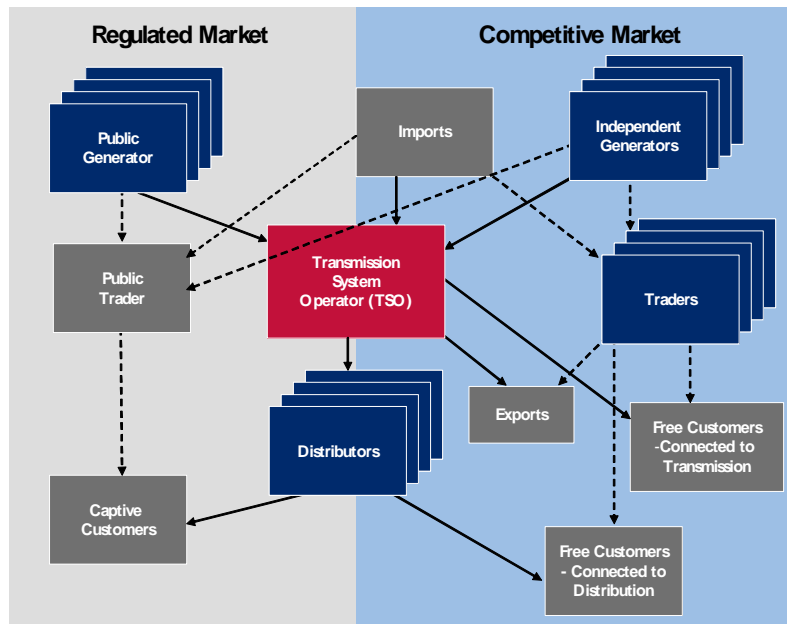 Regulated Market
Competitive Market
Public
Generator
Imports
Independent
Generators
Public
Trader
Transmission
System
Operator (TSO)
Traders
Exports
Free Customers
-Connected to
Transmission
Distributors
Captive
Customers
Free Customers
- Connected to
Distribution